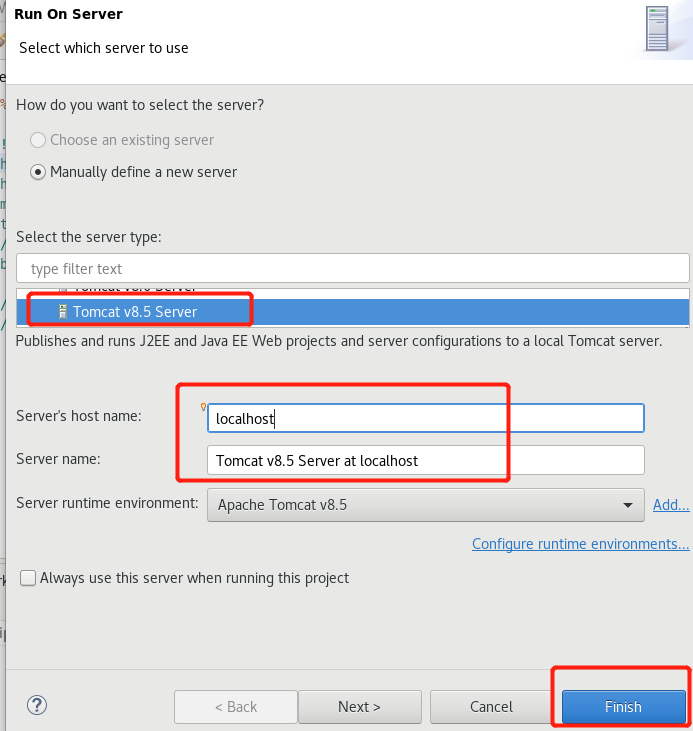 Run On Server
Select which server to use
How do you want to select the server?
Choose an existing server
Manually define a new server
Select the server type:
type filter text
Tomcat v8.5 Server
Publishes and runs J2EE and Java EE Web projects and server configurations to a local Tomcat server.
Server's host name:
localhost
Server name:
Tomcat v8.5 Server at localhost
Server runtime environment:
Apache Tomcat v8.5
Add...
Configure runtime environments...
Always use this server when running this project
?
< Back
Next >
Cancel
Finish